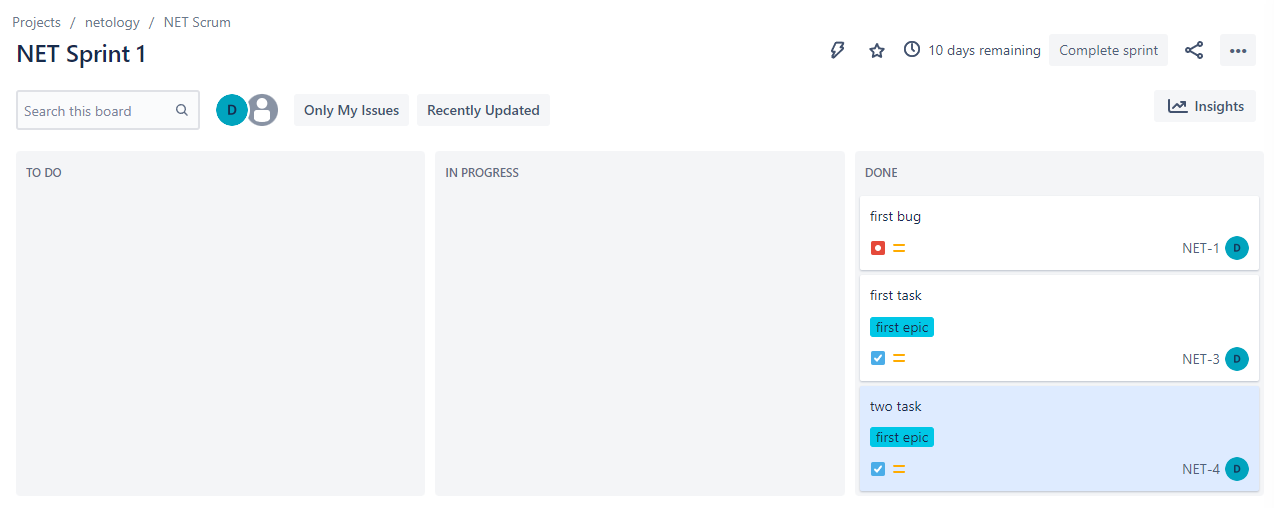 Projects / netology / NET Scrum
NET Sprint 1
10 days remaining
Complete sprint
Search this board
D
Only My Issues
Recently Updated
Insights
TO DO
IN PROGRESS
DONE
first bug
NET-1 D
first task
first epic
NET-3 D
two task
first epic
NET-4 D